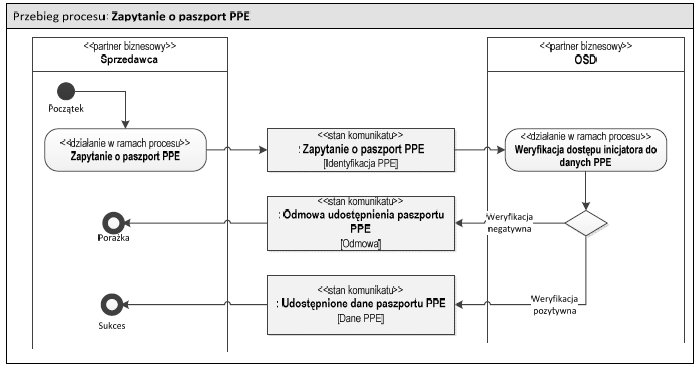 Przebieg procesu: Zapytanie o paszport PPE
<<partner biznesowy>>
Sprzedawca
<<partner biznesowy>>
OSD
Początek
<<działanie w ramach procesu>>
Zapytanie o paszport PPE
<<stan komunikatu>>
: Zapytanie o paszport PPE
[Identyfikacja PPE]
<<działanie w ramach procesu>>
Weryfikacja dostępu inicjatora do
danych PPE
<<stan komunikatu>>
: Odmowa udostępnienia paszportu
PPE
[Odmowa]
Weryfikacja
negatywna
Porażka
<<stan komunikatu>>
: Udostępnione dane paszportu PPE
[Dane PPE]
Weryfikacja
pozytywna
Sukces